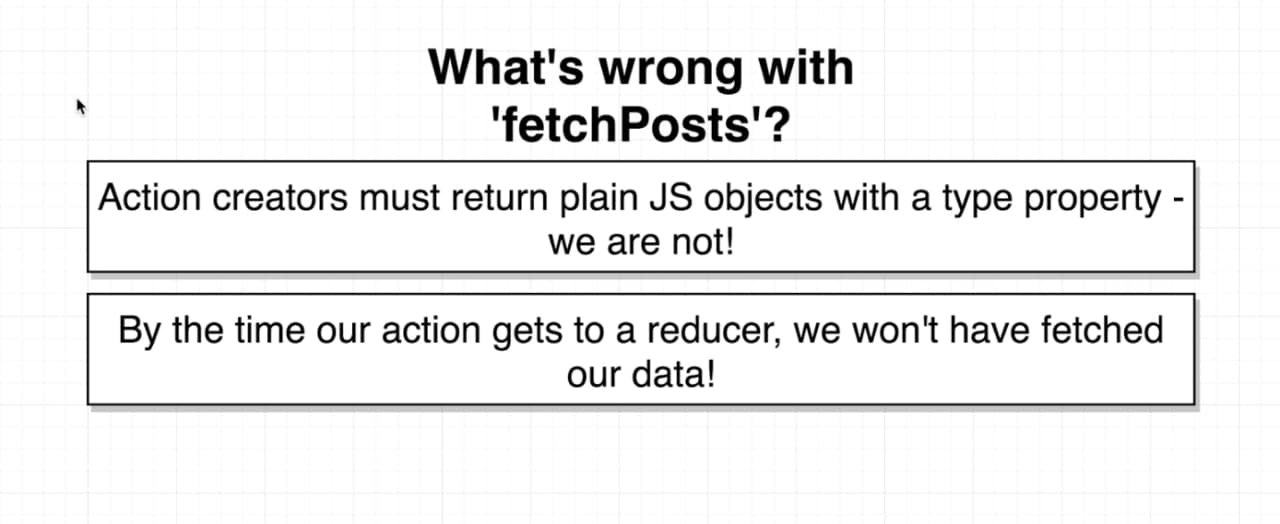 What's wrong with
'fetchPosts'?
Action creators must return plain JS objects with a type property -
we are not!
By the time our action gets to a reducer, we won't have fetched
our data!